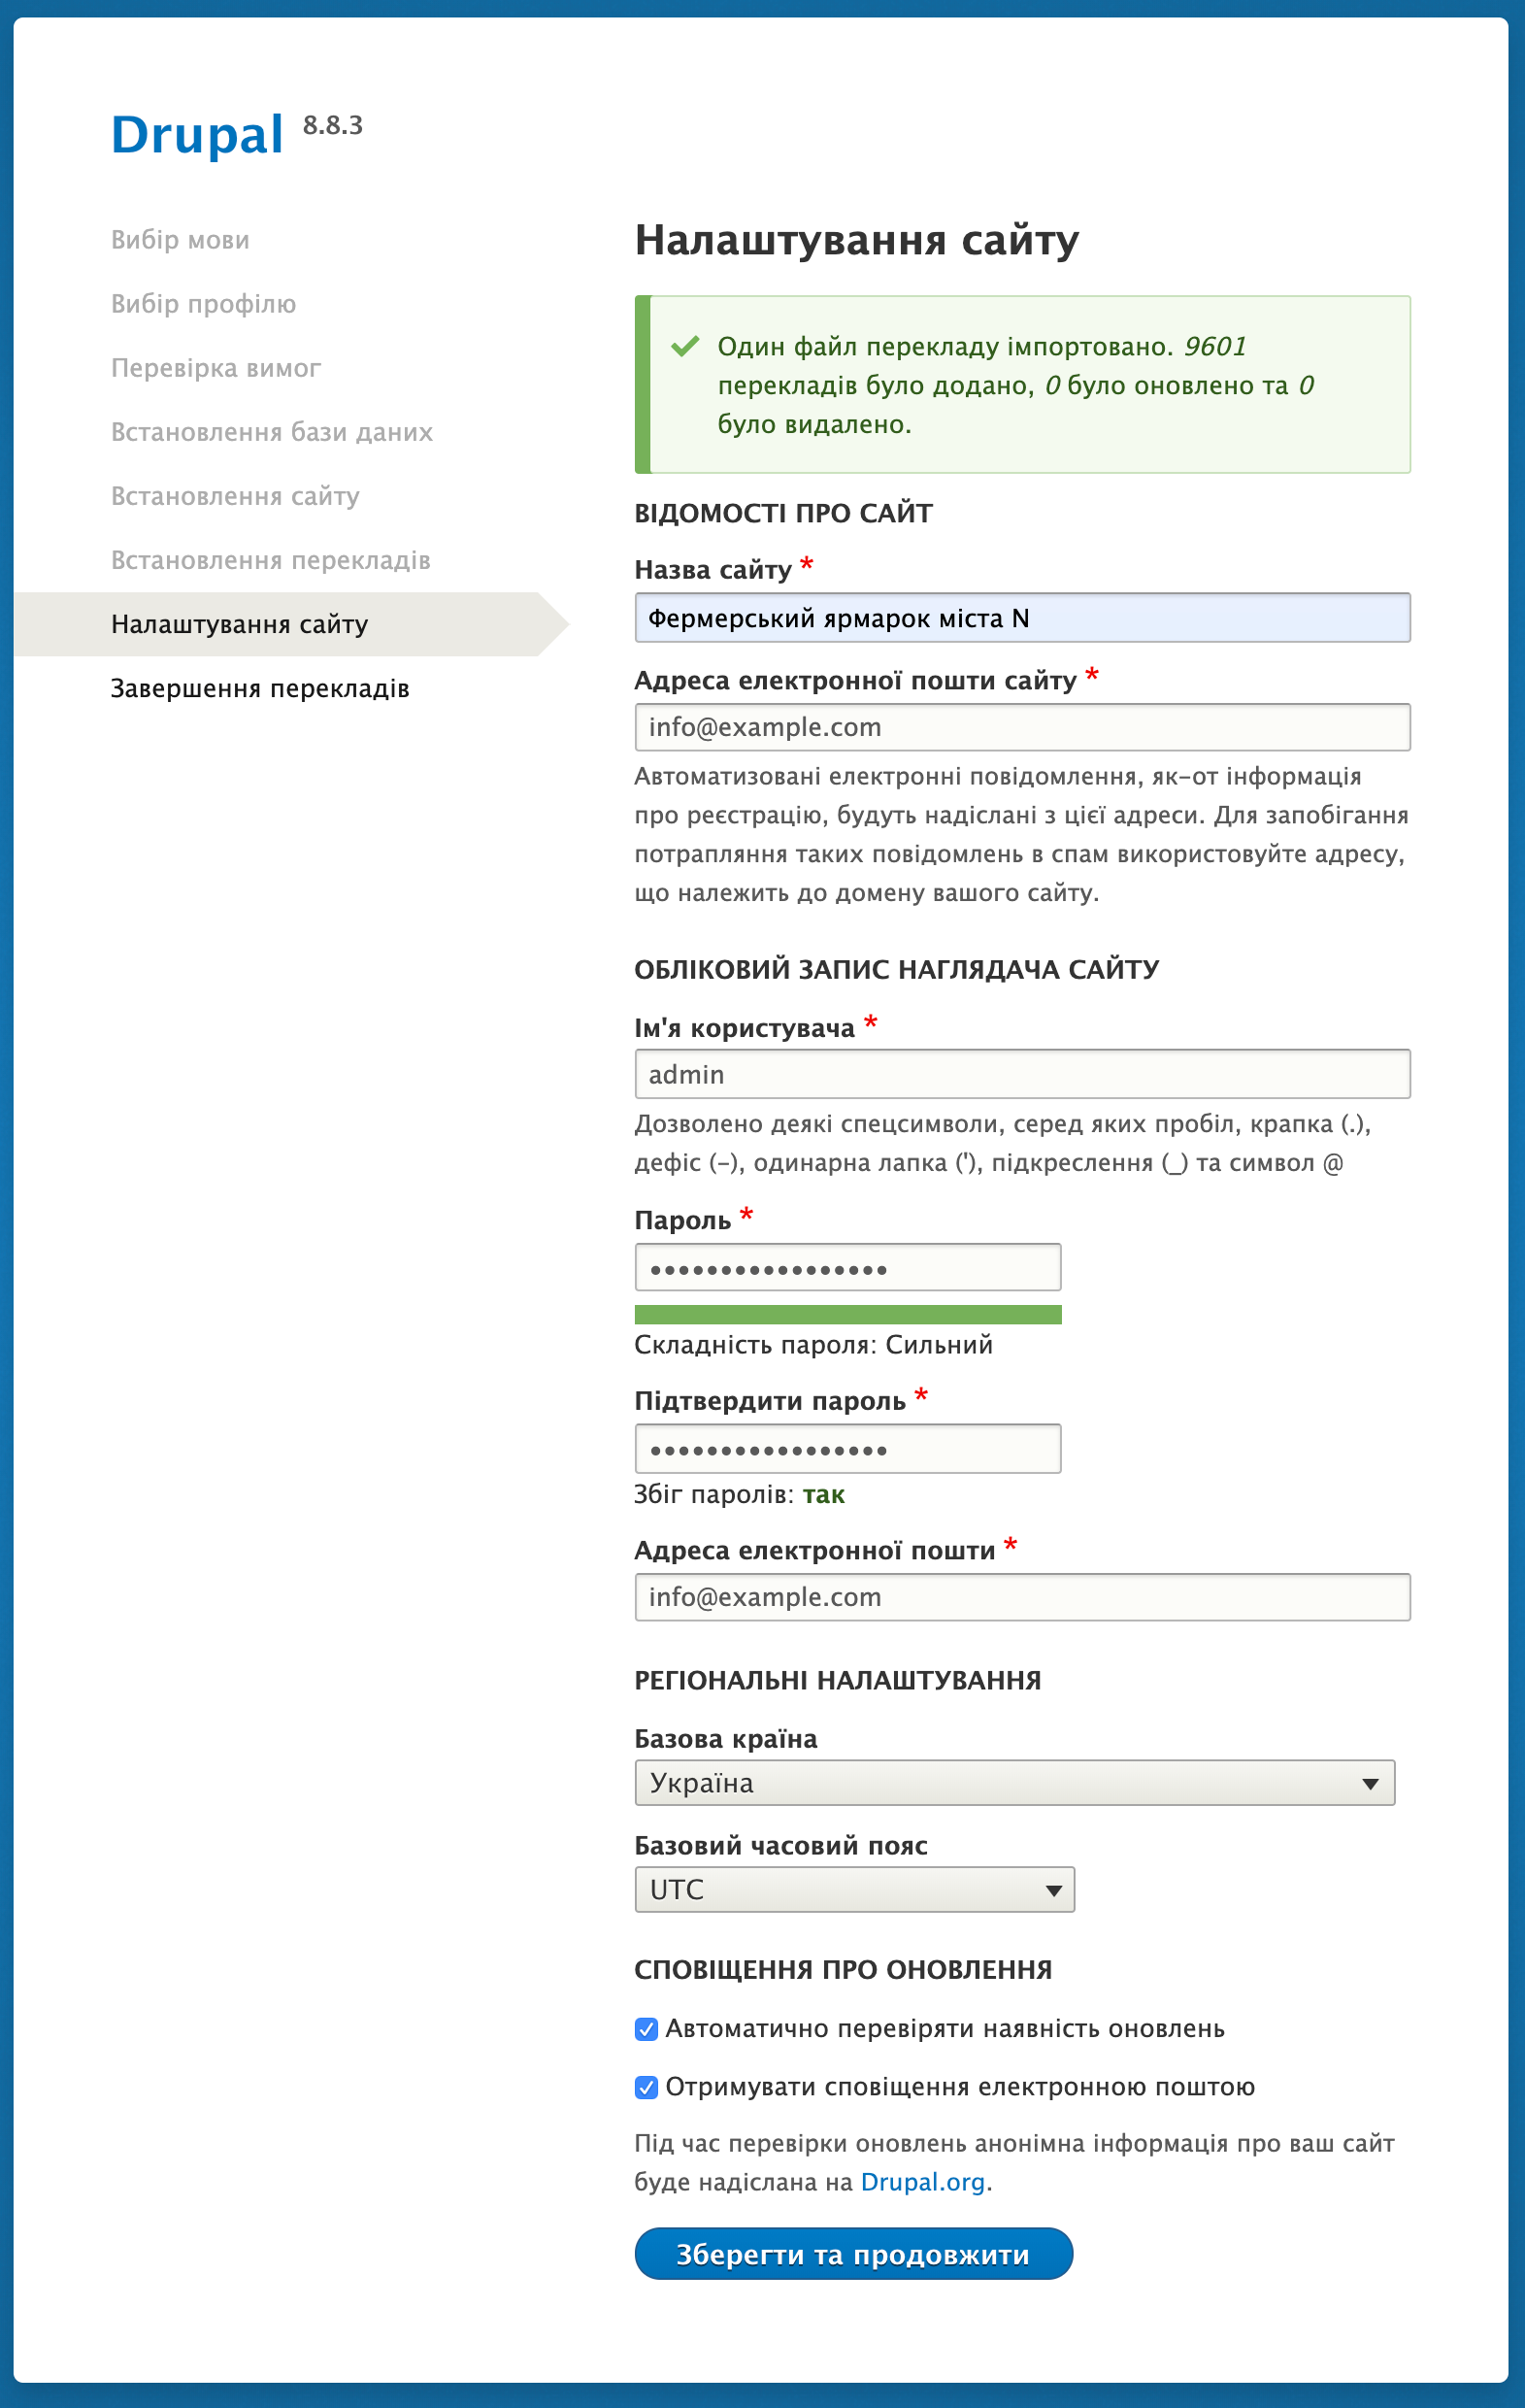 Drupal 8.8.3
Вибір мови
Вибір профілю
Перевірка вимог
Встановлення бази даних
Встановлення сайту
Встановлення перекладів
Налаштування сайту
Завершення перекладів
Налаштування сайту
Один файл перекладу імпортовано. 9601
перекладів було додано, 0 було оновлено та 0
було видалено.
ВІДОМОСТІ ПРО САЙТ
Назва сайту *
Фермерський ярмарок міста N
Адреса електронної пошти сайту *
info@example.com
Автоматизовані електронні повідомлення, як-от інформація
про реєстрацію, будуть надіслані з цієї адреси. Для запобігання
потрапляння таких повідомлень в спам використовуйте адресу,
що належить до домену вашого сайту.
ОБЛІКОВИЙ ЗАПИС НАГЛЯДАЧА САЙТУ
Ім'я користувача *
admin
Дозволено деякі спецсимволи, серед яких пробіл, крапка (.),
дефіс (-), одинарна лапка ('), підкреслення (_) та символ @
Пароль *
•••••••••••••••••
Складність пароля: Сильний
Підтвердити пароль *
•••••••••••••••••
Збіг паролів: так
Адреса електронної пошти *
info@example.com
РЕГІОНАЛЬНІ НАЛАШТУВАННЯ
Базова країна
Україна
Базовий часовий пояс
UTC
СПОВІЩЕННЯ ПРО ОНОВЛЕННЯ
Автоматично перевіряти наявність оновлень
Отримувати сповіщення електронною поштою
Під час перевірки оновлень анонімна інформація про ваш сайт
буде надіслана на Drupal.org.
Зберегти та продовжити